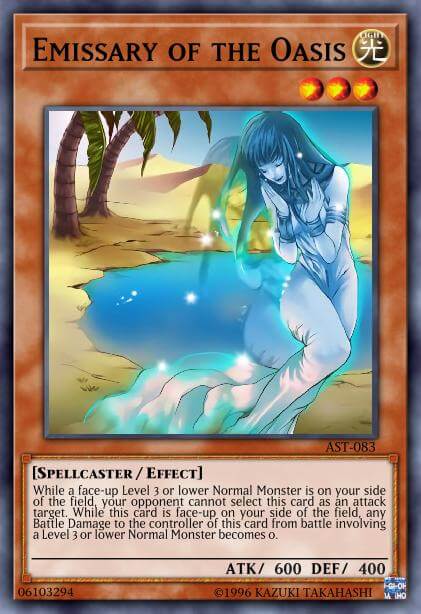 EMISSARY OF THE OASIS
LIGHT
光
AST-083
[SPELLCASTER / EFFECT]
While a face-up Level 3 or lower Normal Monster is on your side
of the field, your opponent cannot select this card as an attack
target. While this card is face-up on your side of the field, any
Battle Damage to the controller of this card from battle involving
a Level 3 or lower Normal Monster becomes 0.
ATK/ 600 DEF/ 400
06103294
©1996 KAZUKI TAKAHASHI